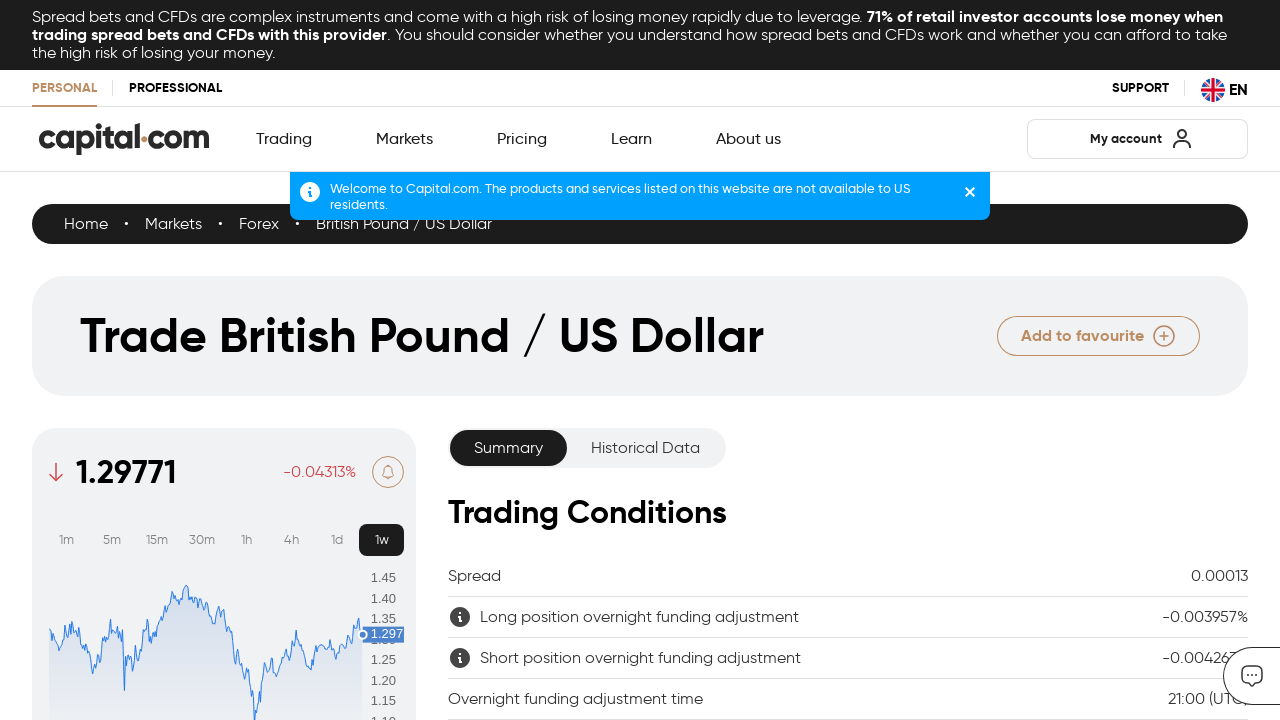 Spread bets and CFDs are complex instruments and come with a high risk of losing money rapidly due to leverage. 71% of retail investor accounts lose money when
trading spread bets and CFDs with this provider. You should consider whether you understand how spread bets and CFDs work and whether you can afford to take
the high risk of losing your money.
PERSONAL PROFESSIONAL SUPPORT EN
capital.com Trading Markets Pricing Learn About us My account
Welcome to Capital.com. The products and services listed on this website are not available to US
residents.
Home • Markets • Forex • British Pound / US Dollar
Trade British Pound / US Dollar Add to favourite
1.29771 -0.04313%
Summary Historical Data
Trading Conditions
1m 5m 15m 30m 1h 4h 1d 1w
1.45
1.40
1.35
1.297
1.25
1.20
1.15
Spread 0.00013
Long position overnight funding adjustment -0.003957%
Short position overnight funding adjustment
Overnight funding adjustment time 21:00 (UTC)